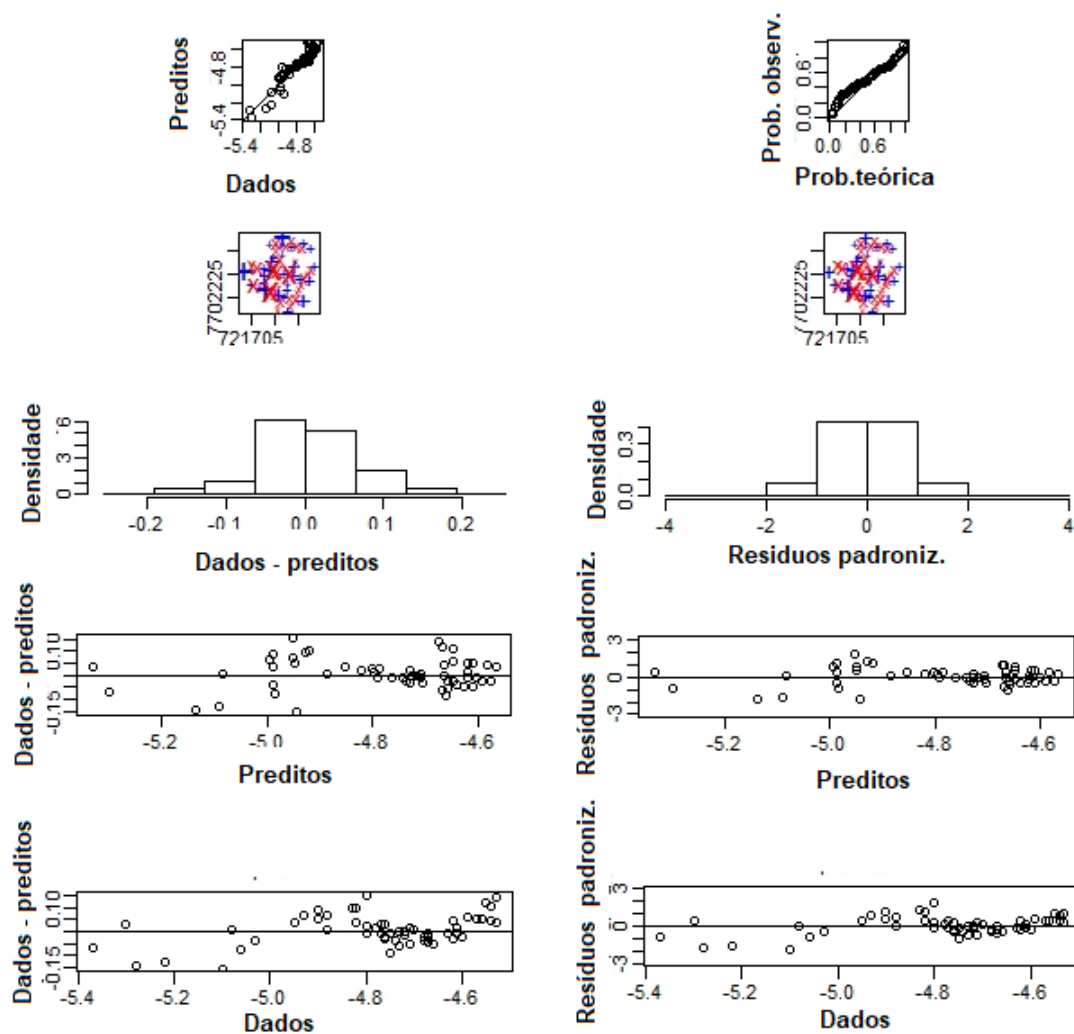 Preditos
-4.8
-5.4
-5.4 -4.8
Dados
Prob. observ.
0.6
0.0
0.0 0.6
Prob.teórica
7702225
721705
7702225
721705
Densidade
3
0
-0.2 -0.1 0.0 0.1 0.2
Dados - preditos
Densidade
0.3
0.0
-4 -2 0 2 4
Residuos padroniz.
Dados - preditos
0.10
-0.15
-5.2 -5.0 -4.8 -4.6
Preditos
Resíduos padroniz.
3
0
-3
-5.2 -5.0 -4.8 -4.6
Preditos
Dados - preditos
0.10
-0.15
-5.4 -5.2 -5.0 -4.8 -4.6
Dados
Resíduos padroniz.
3
0
-3
-5.4 -5.2 -5.0 -4.8 -4.6
Dados